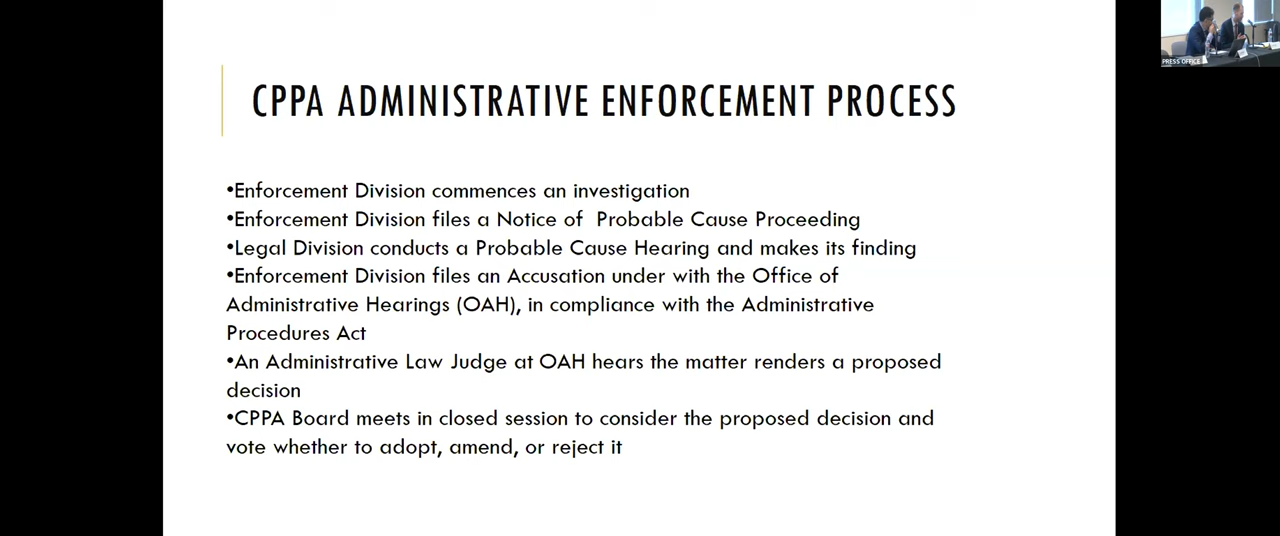 CPPA ADMINISTRATIVE ENFORCEMENT PROCESS
•Enforcement Division commences an investigation
•Enforcement Division files a Notice of  Probable Cause Proceeding
•Legal Division conducts a Probable Cause Hearing and makes its finding
•Enforcement Division files an Accusation under with the Office of
Administrative Hearings (OAH), in compliance with the Administrative
Procedures Act
•An Administrative Law Judge at OAH hears the matter renders a proposed
decision
•CPPA Board meets in closed session to consider the proposed decision and
vote whether to adopt, amend, or reject it
PRESS OFFICE